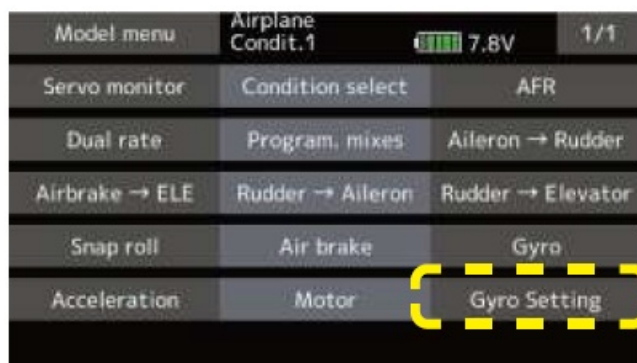 Model menu Airplane 1/1
Condit.1 7.8V
Servo monitor Condition select AFR
Dual rate Program. mixes Aileron → Rudder
Airbrake → ELE Rudder → Aileron Rudder → Elevator
Snap roll Air brake Gyro
Acceleration Motor Gyro Setting